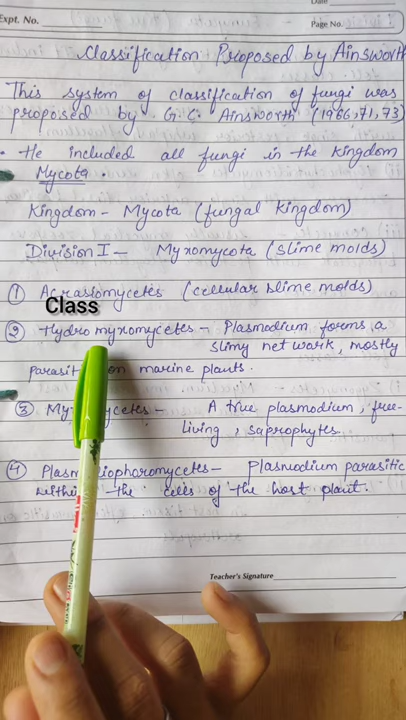 Date
Expt. No.
Page No.
Classification Proposed by Ainsworth
This system of classification of fungi was
proposed by G.C. Ainsworth (1966,71,73)
• He included all fungi in the kingdom
Mycota.
Kingdom - Mycota (fungal kingdom)
Division I - Myxomycota (slime molds)
① Acrasiomycetes (cellular slime molds)
Class
② Hydromyxomycetes - Plasmodium forms a
slimy network, mostly
on marine plants.
③ - A true plasmodium, free-
living, saprophytes.
④ - Plasmodium parasitic
within the cells of the host plant.
Teacher's Signature